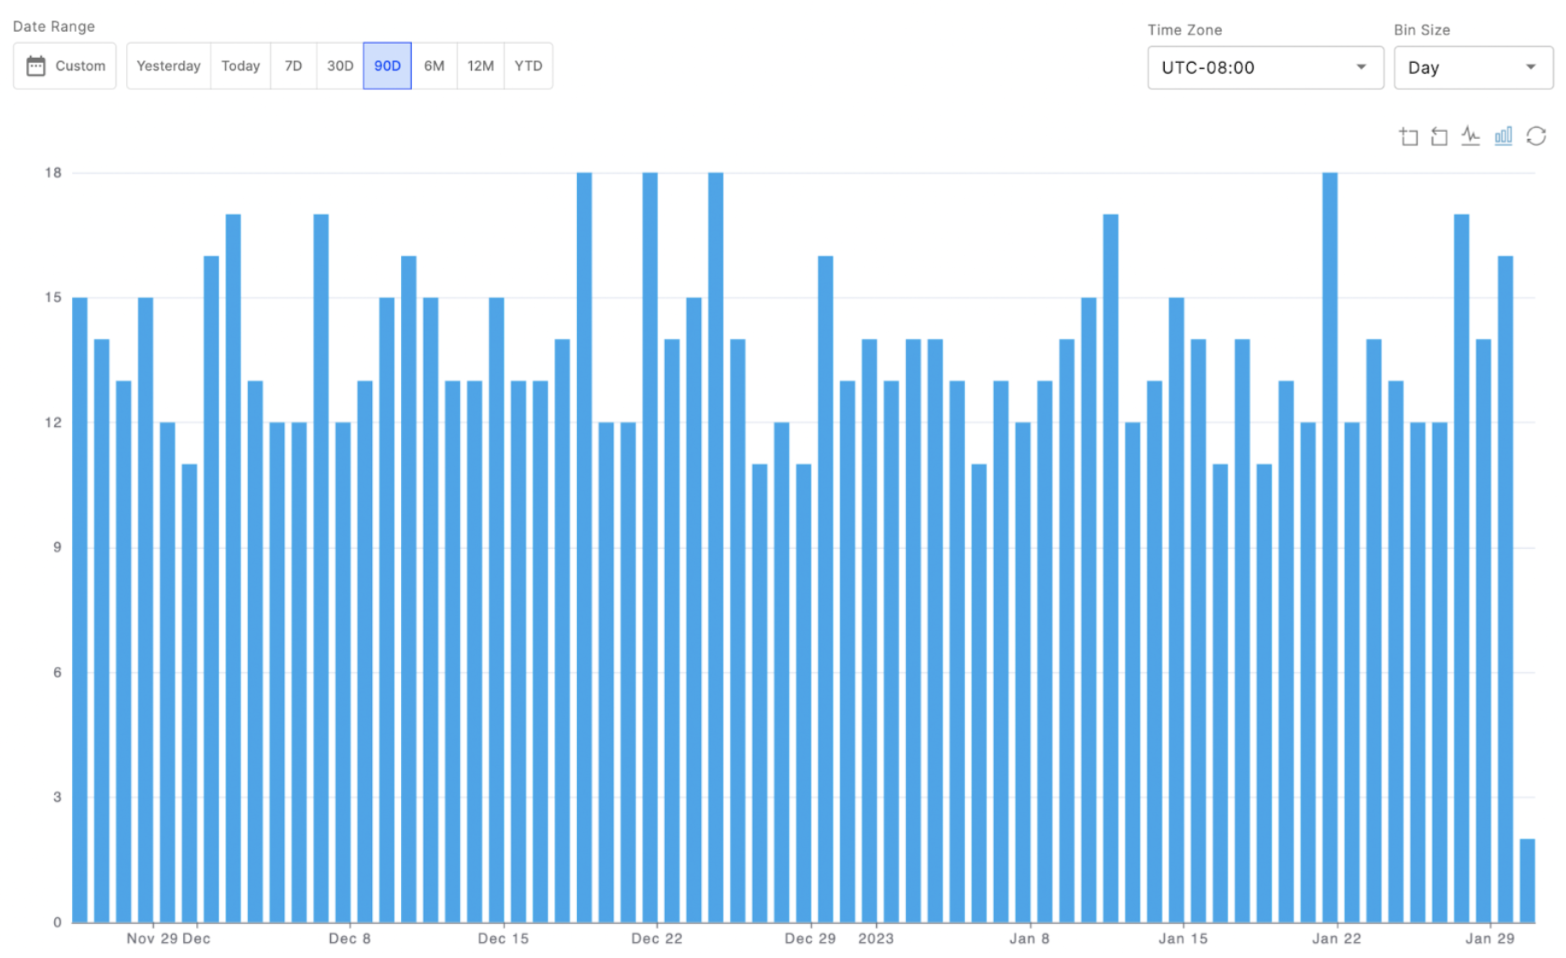 Date Range
Time Zone
Bin Size
Custom
Yesterday Today 7D 30D 90D 6M 12M YTD
UTC-08:00
Day
18
15
12
9
6
3
0
Nov 29 Dec Dec 8 Dec 15 Dec 22 Dec 29 2023 Jan 8 Jan 15 Jan 22 Jan 29